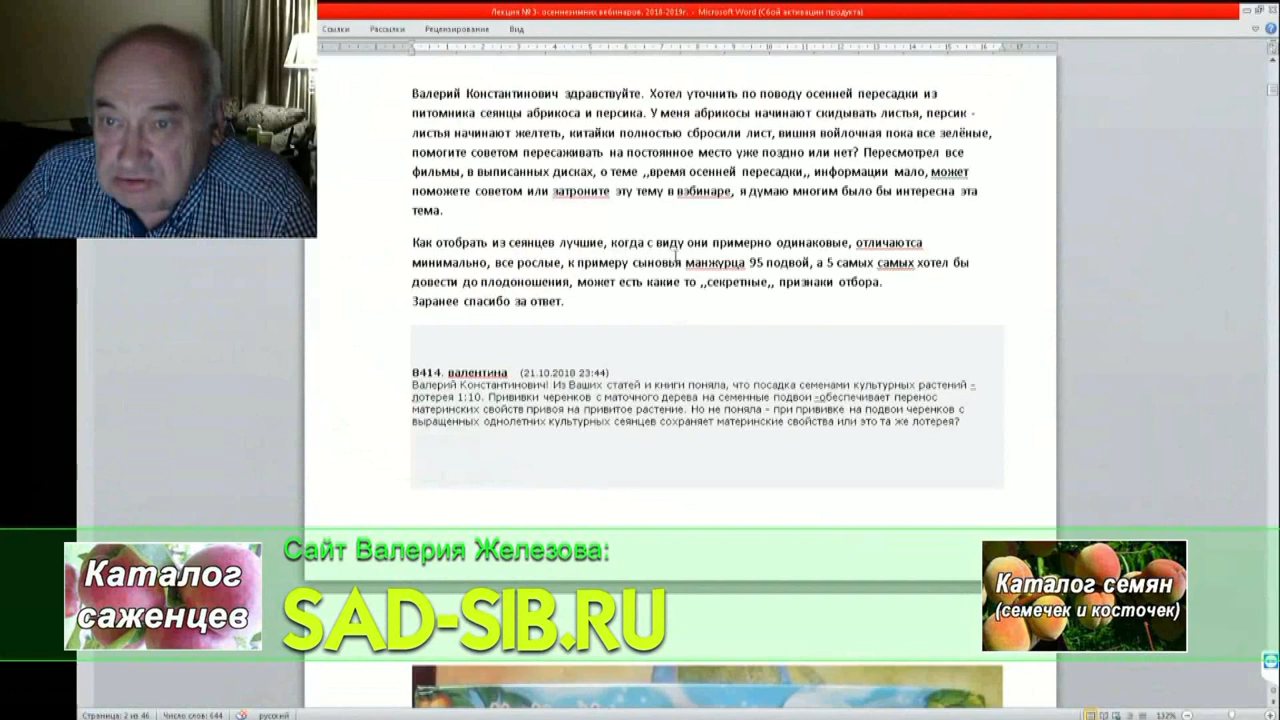 Лекция № 3- осеннезимних вебинаров. 2018-2019г. - Microsoft Word (Сбой активации продукта)
Ссылки Рассылки Рецензирование Вид
Валерий Константинович здравствуйте. Хотел уточнить по поводу осенней пересадки из
питомника сеянцы абрикоса и персика. У меня абрикосы начинают скидывать листья, персик -
листья начинают желтеть, китайки полностью сбросили лист, вишня войлочная пока все зелёные,
помогите советом пересаживать на постоянное место уже поздно или нет? Пересмотрел все
фильмы, в выписанных дисках, о теме ,,время осенней пересадки,, информации мало, может
поможете советом или затроните эту тему в вэбинаре, я думаю многим было бы интересна эта
тема.
Как отобрать из сеянцев лучшие, когда с виду они примерно одинаковые, отличаютса
минимально, все рослые, к примеру сыновья манжурца 95 подвой, а 5 самых самых хотел бы
довести до плодоношения, может есть какие то ,,секретные,, признаки отбора.
Заранее спасибо за ответ.
8414. валентина (21.10.2018 23:44)
Валерий Константинович! Из Ваших статей и книги поняла, что посадка семенами культурных растений -
лотерея 1:10. Прививки черенков с маточного дерева на семенные подвои -обеспечивает перенос
материнских свойств привоя на привитое растение. Но не поняла - при прививке на подвои черенков с
выращенных однолетних культурных сеянцев сохраняет материнские свойства или это та же лотерея?
Сайт Валерия Железова:
SAD-SIB.RU
Каталог
саженцев
Каталог семян
(семечек и косточек)
Страница: 2 из 46 Число слов: 644 русский 132%